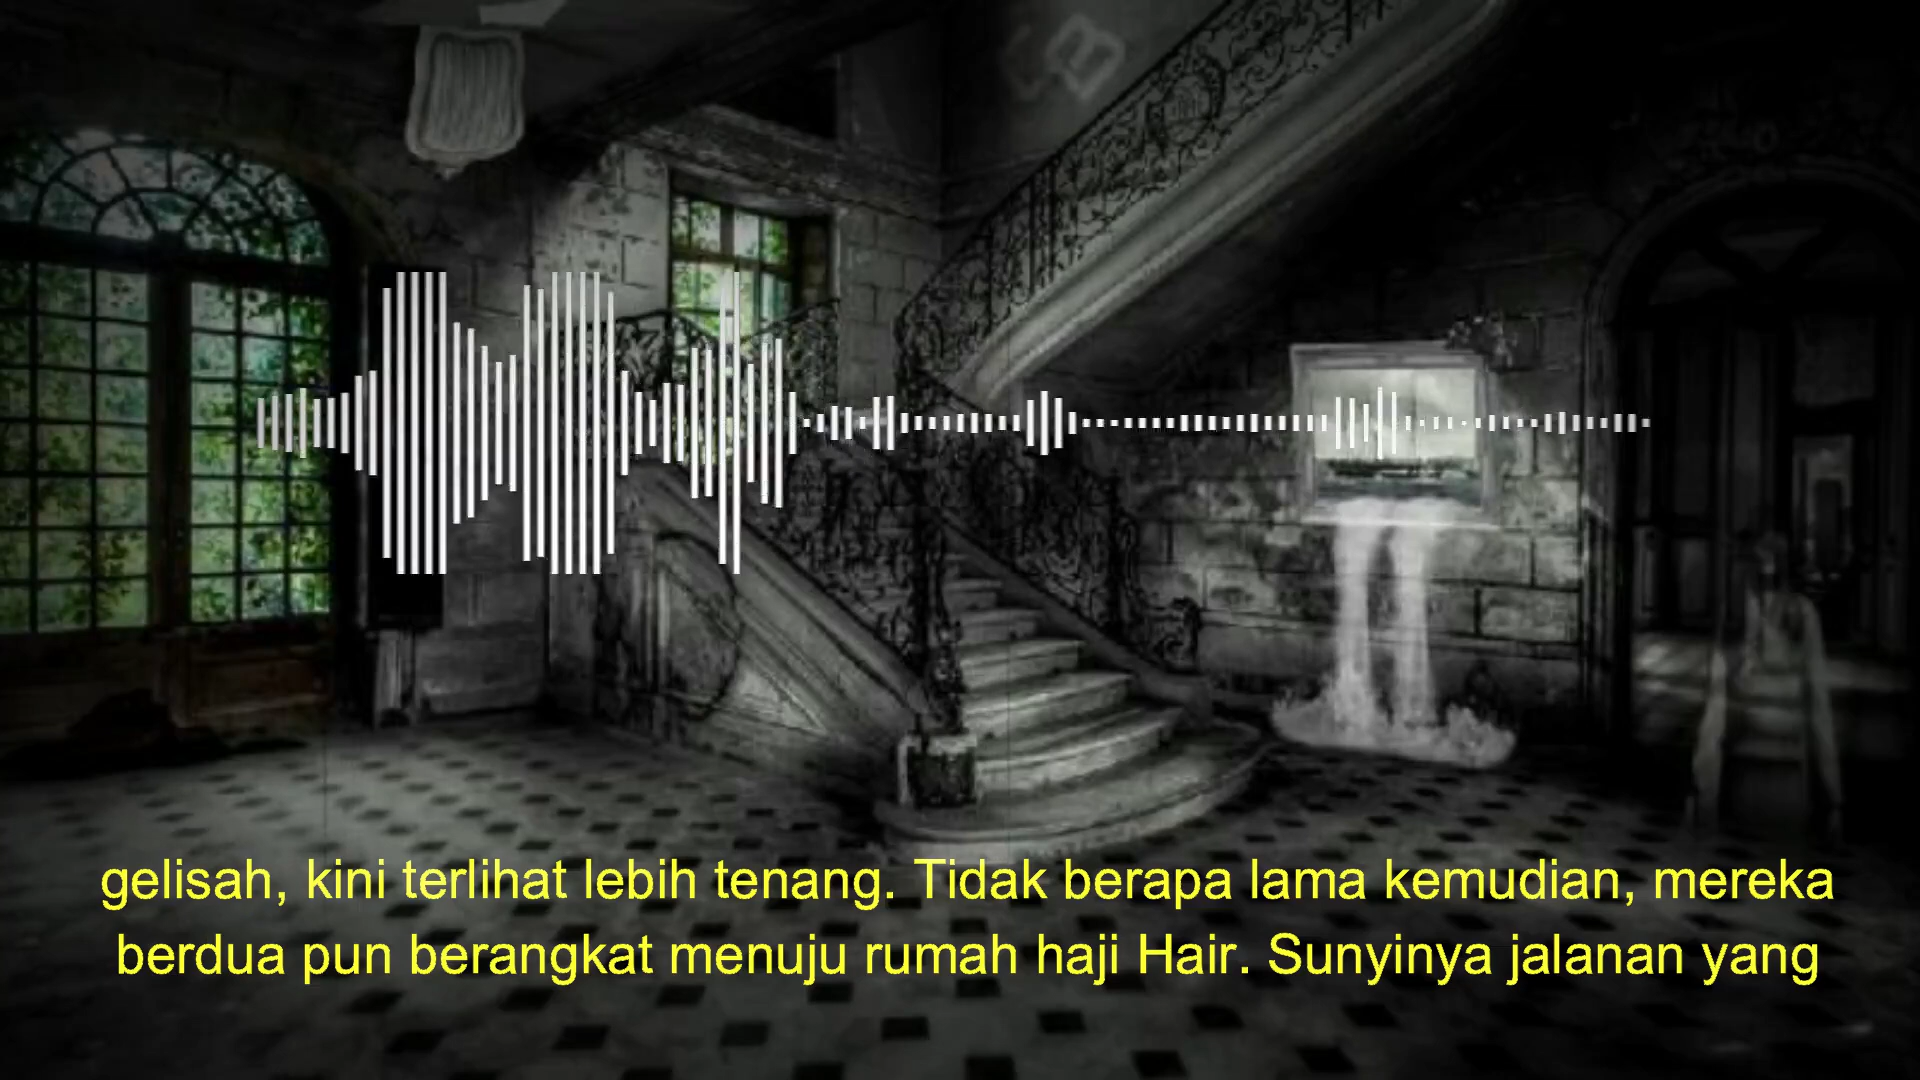 gelisah, kini terlihat lebih tenang. Tidak berapa lama kemudian, mereka
berdua pun berangkat menuju rumah haji Hair. Sunyinya jalanan yang